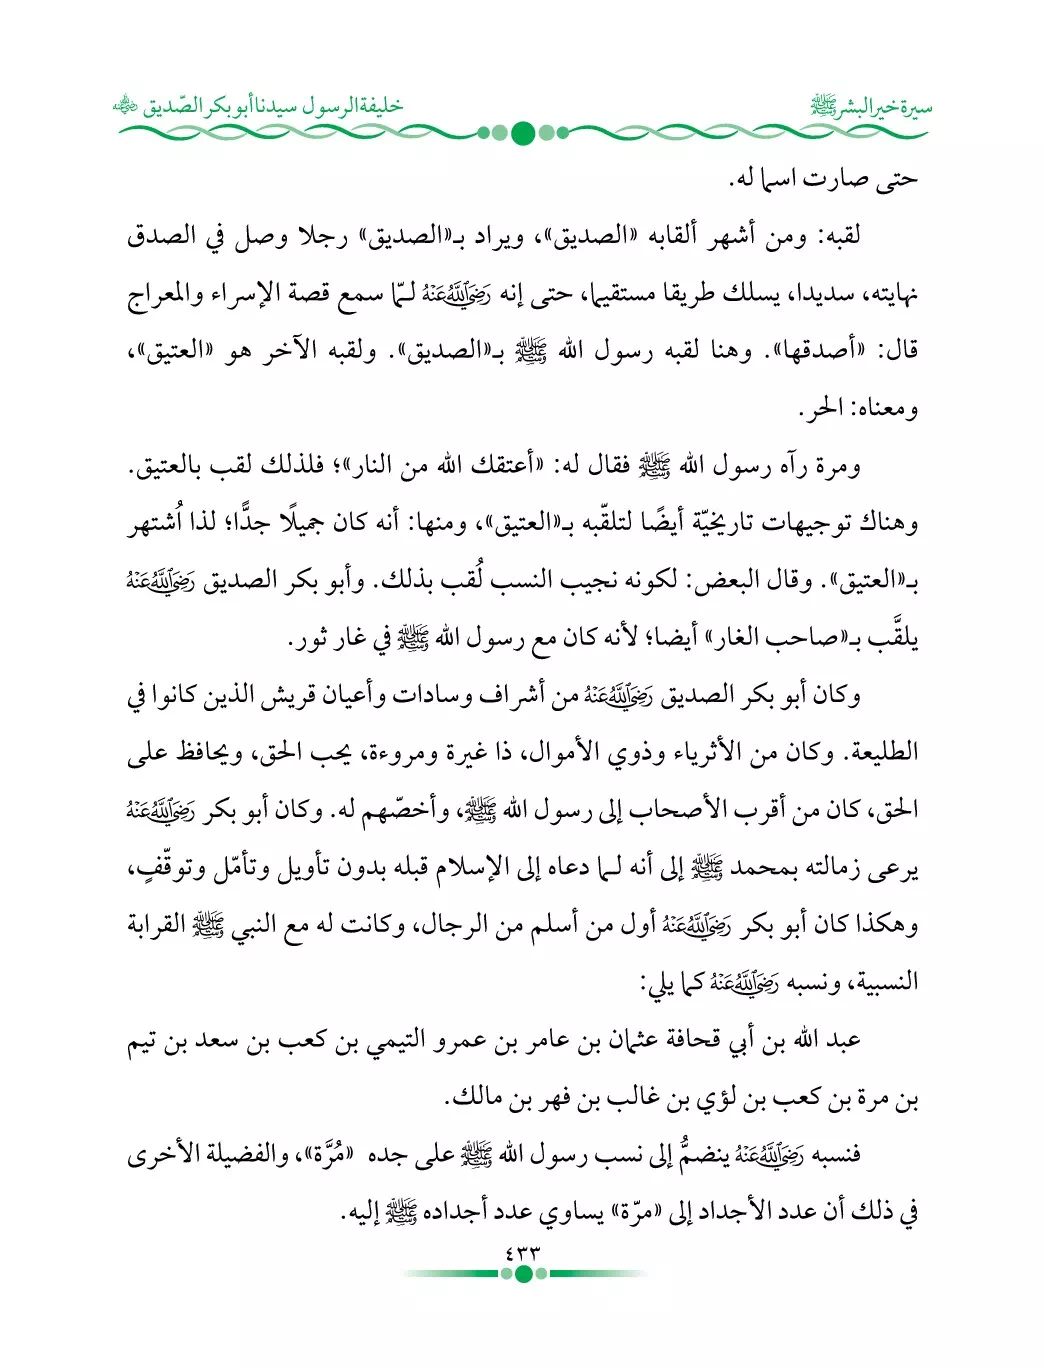 سيرة خير البشر ﷺ
خليفة الرسول سيدنا أبو بكر الصّديق رضي الله عنه
حتى صارت اسما له.
لقبه: ومن أشهر ألقابه «الصديق»، ويراد بـ«الصديق» رجلا وصل في الصدق
نهايته، سديدا، يسلك طريقا مستقيما، حتى إنه رَضِيَ اللَّهُ عَنْهُ لـمّا سمع قصة الإسراء والمعراج
قال: «أصدقها». وهنا لقبه رسول الله ﷺ بـ«الصديق». ولقبه الآخر هو «العتيق»،
ومعناه: الحر.
ومرة رآه رسول الله ﷺ فقال له: «أعتقك الله من النار»؛ فلذلك لقب بالعتيق.
وهناك توجيهات تاريخيّة أيضًا لتلقّبه بـ«العتيق»، ومنها: أنه كان جميلًا جدًّا؛ لذا اُشتهر
بـ«العتيق». وقال البعض: لكونه نجيب النسب لُقب بذلك. وأبو بكر الصديق رَضِيَ اللَّهُ عَنْهُ
يلقَّب بـ«صاحب الغار» أيضا؛ لأنه كان مع رسول الله ﷺ في غار ثور.
وكان أبو بكر الصديق رَضِيَ اللَّهُ عَنْهُ من أشراف وسادات وأعيان قريش الذين كانوا في
الطليعة. وكان من الأثرياء وذوي الأموال، ذا غيرة ومروءة، يحب الحق، ويحافظ على
الحق، كان من أقرب الأصحاب إلى رسول الله ﷺ، وأخصّهم له. وكان أبو بكر رَضِيَ اللَّهُ عَنْهُ
يرعى زمالته بمحمد ﷺ إلى أنه لـما دعاه إلى الإسلام قبله بدون تأويل وتأمّل وتوقّفٍ،
وهكذا كان أبو بكر رَضِيَ اللَّهُ عَنْهُ أول من أسلم من الرجال، وكانت له مع النبي ﷺ القرابة
النسبية، ونسبه رَضِيَ اللَّهُ عَنْهُ كما يلي:
عبد الله بن أبي قحافة عثمان بن عامر بن عمرو التيمي بن كعب بن سعد بن تيم
بن مرة بن كعب بن لؤي بن غالب بن فهر بن مالك.
فنسبه رَضِيَ اللَّهُ عَنْهُ ينضمُّ إلى نسب رسول الله ﷺ على جده «مُرَّة»، والفضيلة الأخرى
في ذلك أن عدد الأجداد إلى «مرّة» يساوي عدد أجداده ﷺ إليه.
٤٣٣